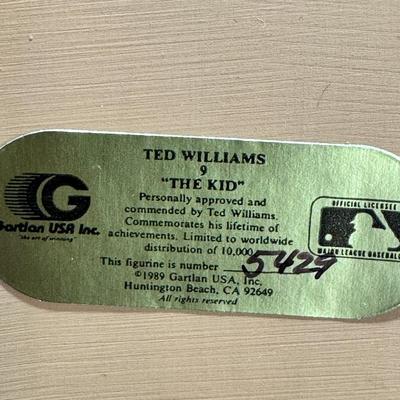 TED WILLIAMS
9
"THE KID"
Personally approved and
commended by Ted Williams.
Commemorates his lifetime of
achievements. Limited to worldwide
distribution of 10,000
This figurine is number 5429
©1989 Gartlan USA, Inc.
Huntington Beach, CA 92649
All rights reserved
G
Gartlan USA Inc.
"the art of winning"
OFFICIAL LICENSEE
MAJOR LEAGUE BASEBALL